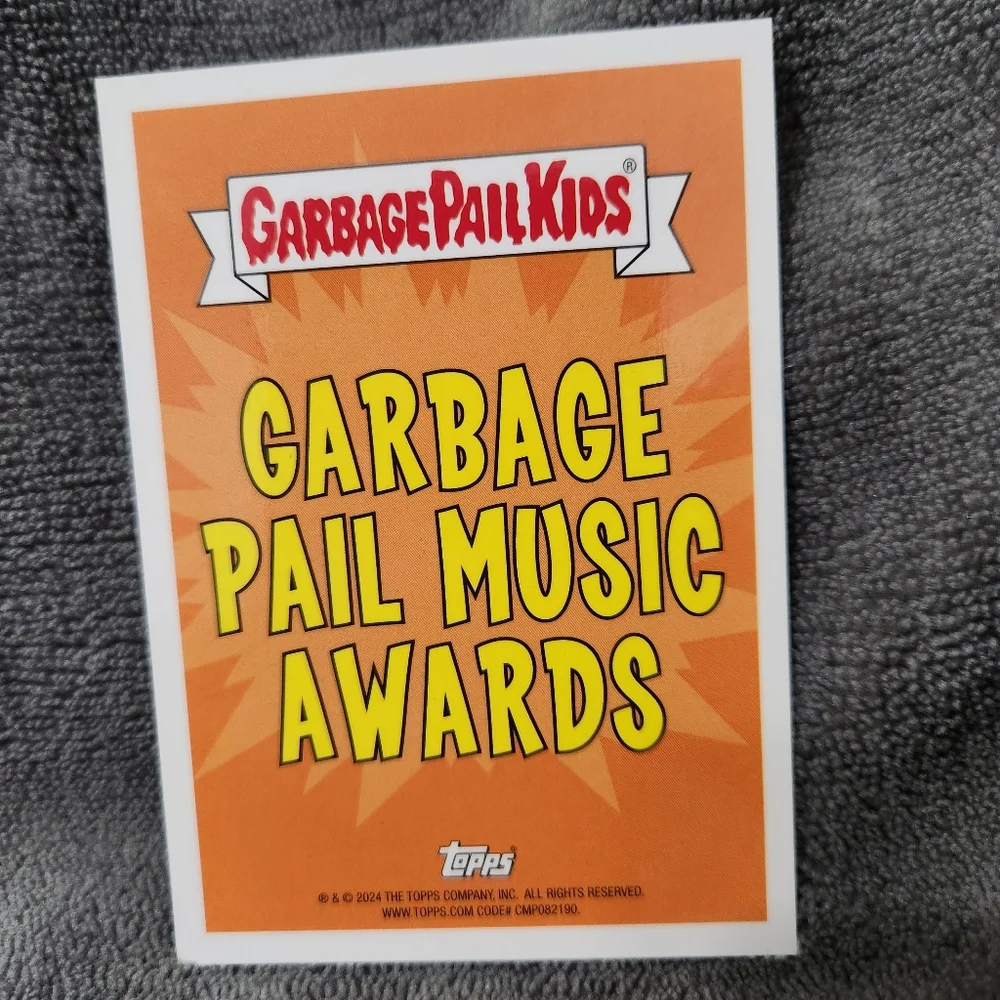 GARBAGE PAIL KIDS®
GARBAGE
PAIL MUSIC
AWARDS
topps®
® & © 2024 THE TOPPS COMPANY, INC. ALL RIGHTS RESERVED.
WWW.TOPPS.COM CODE# CMP082190.